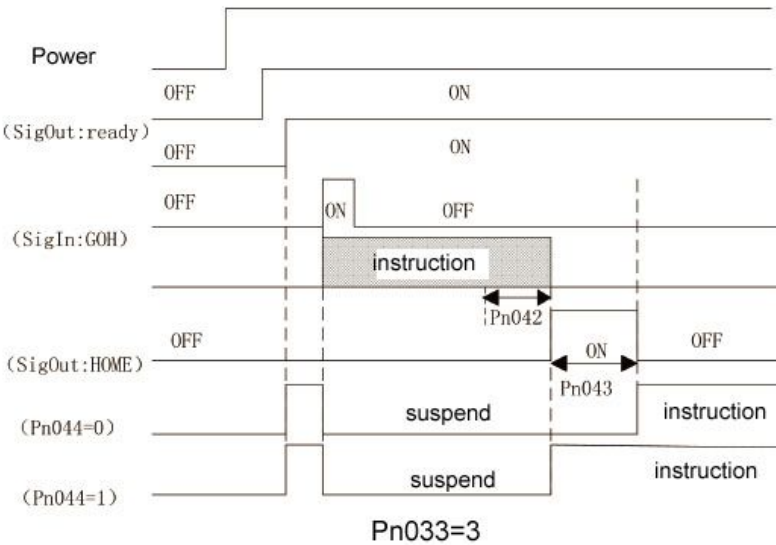 Power
OFF ON
(SigOut:ready)
OFF ON
OFF ON OFF
(SigIn:GOH)
instruction
Pn042
OFF ON OFF
(SigOut:HOME)
Pn043
suspend instruction
(Pn044=0)
suspend instruction
(Pn044=1)
Pn033=3